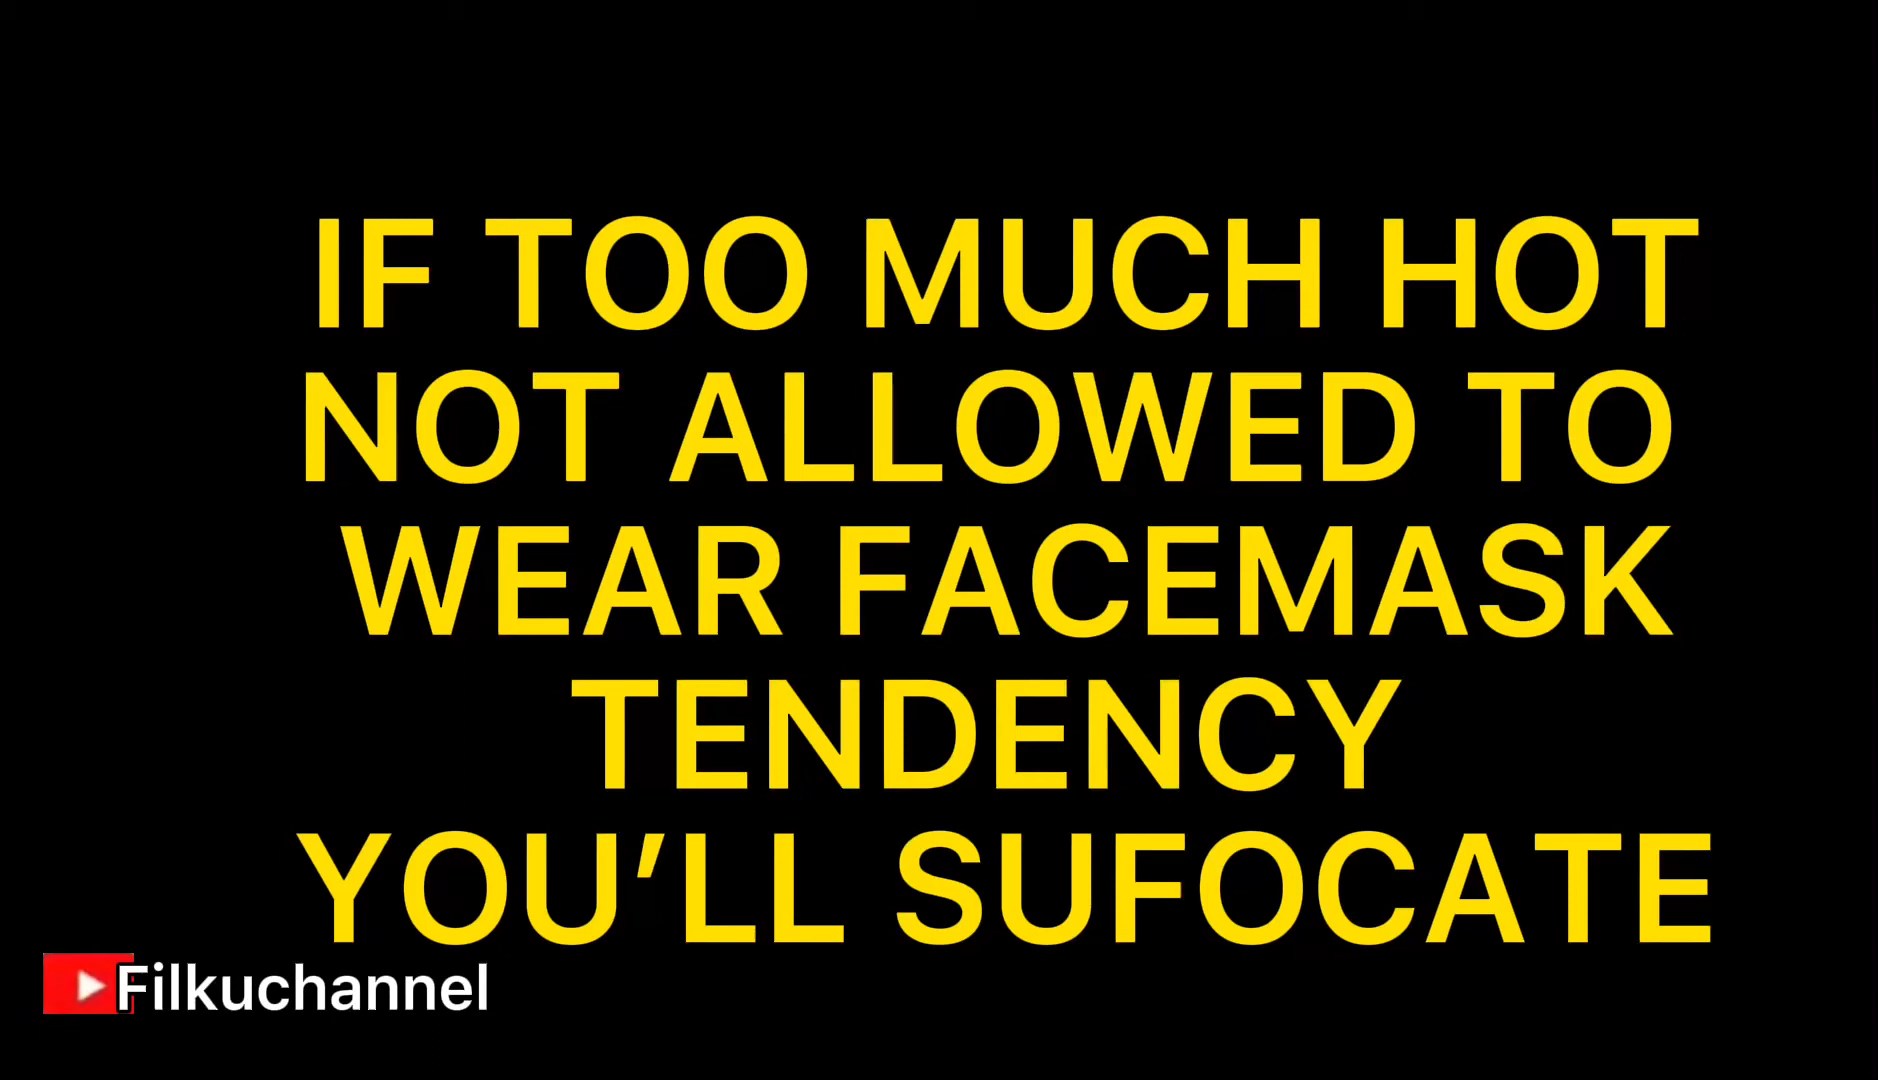 IF TOO MUCH HOT
NOT ALLOWED TO
WEAR FACEMASK
TENDENCY
YOU’LL SUFOCATE
Filkuchannel